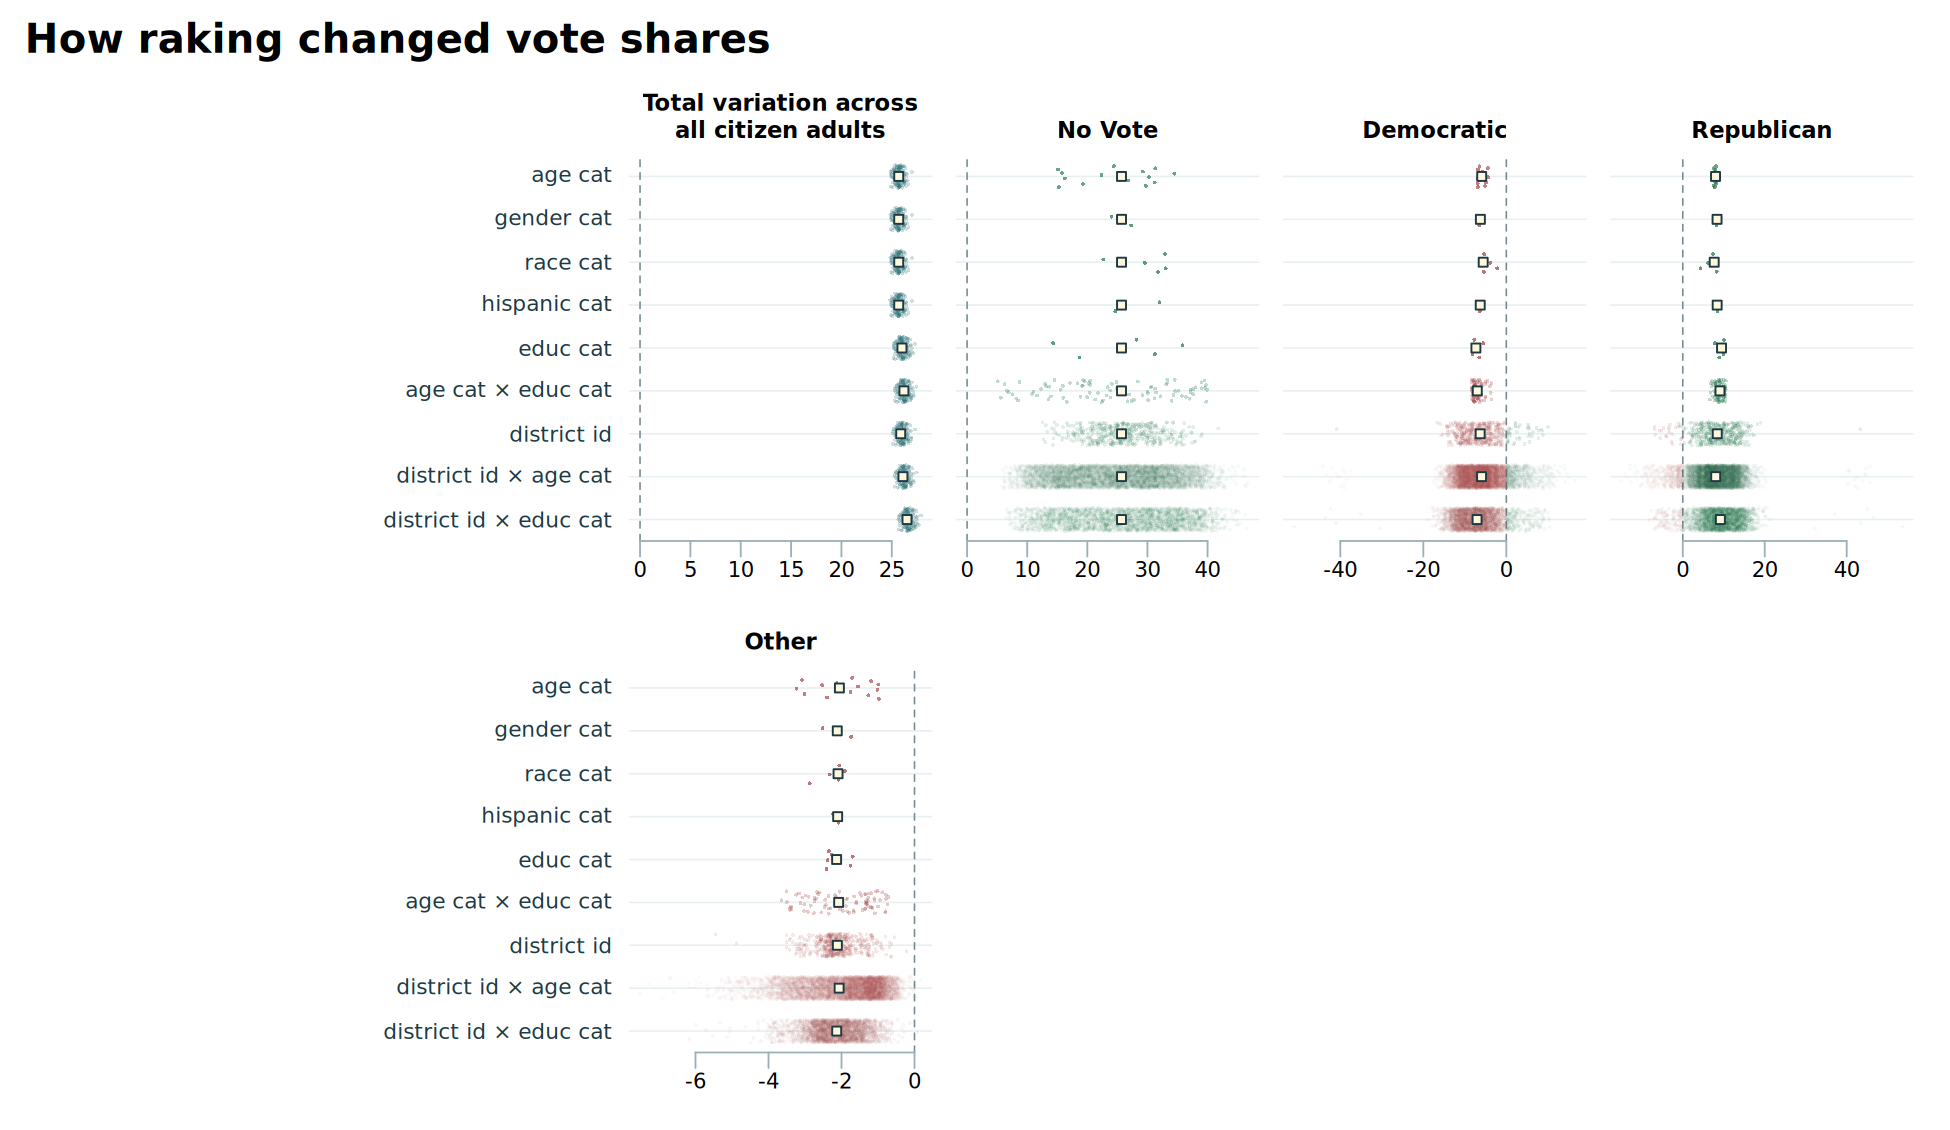 How raking changed vote shares
Total variation across
all citizen adults
No Vote
Democratic
Republican
age cat
gender cat
race cat
hispanic cat
educ cat
age cat × educ cat
district id
district id × age cat
district id × educ cat
0 5 10 15 20 25
0 10 20 30 40
-40 -20 0
0 20 40
Other
age cat
gender cat
race cat
hispanic cat
educ cat
age cat × educ cat
district id
district id × age cat
district id × educ cat
-6 -4 -2 0